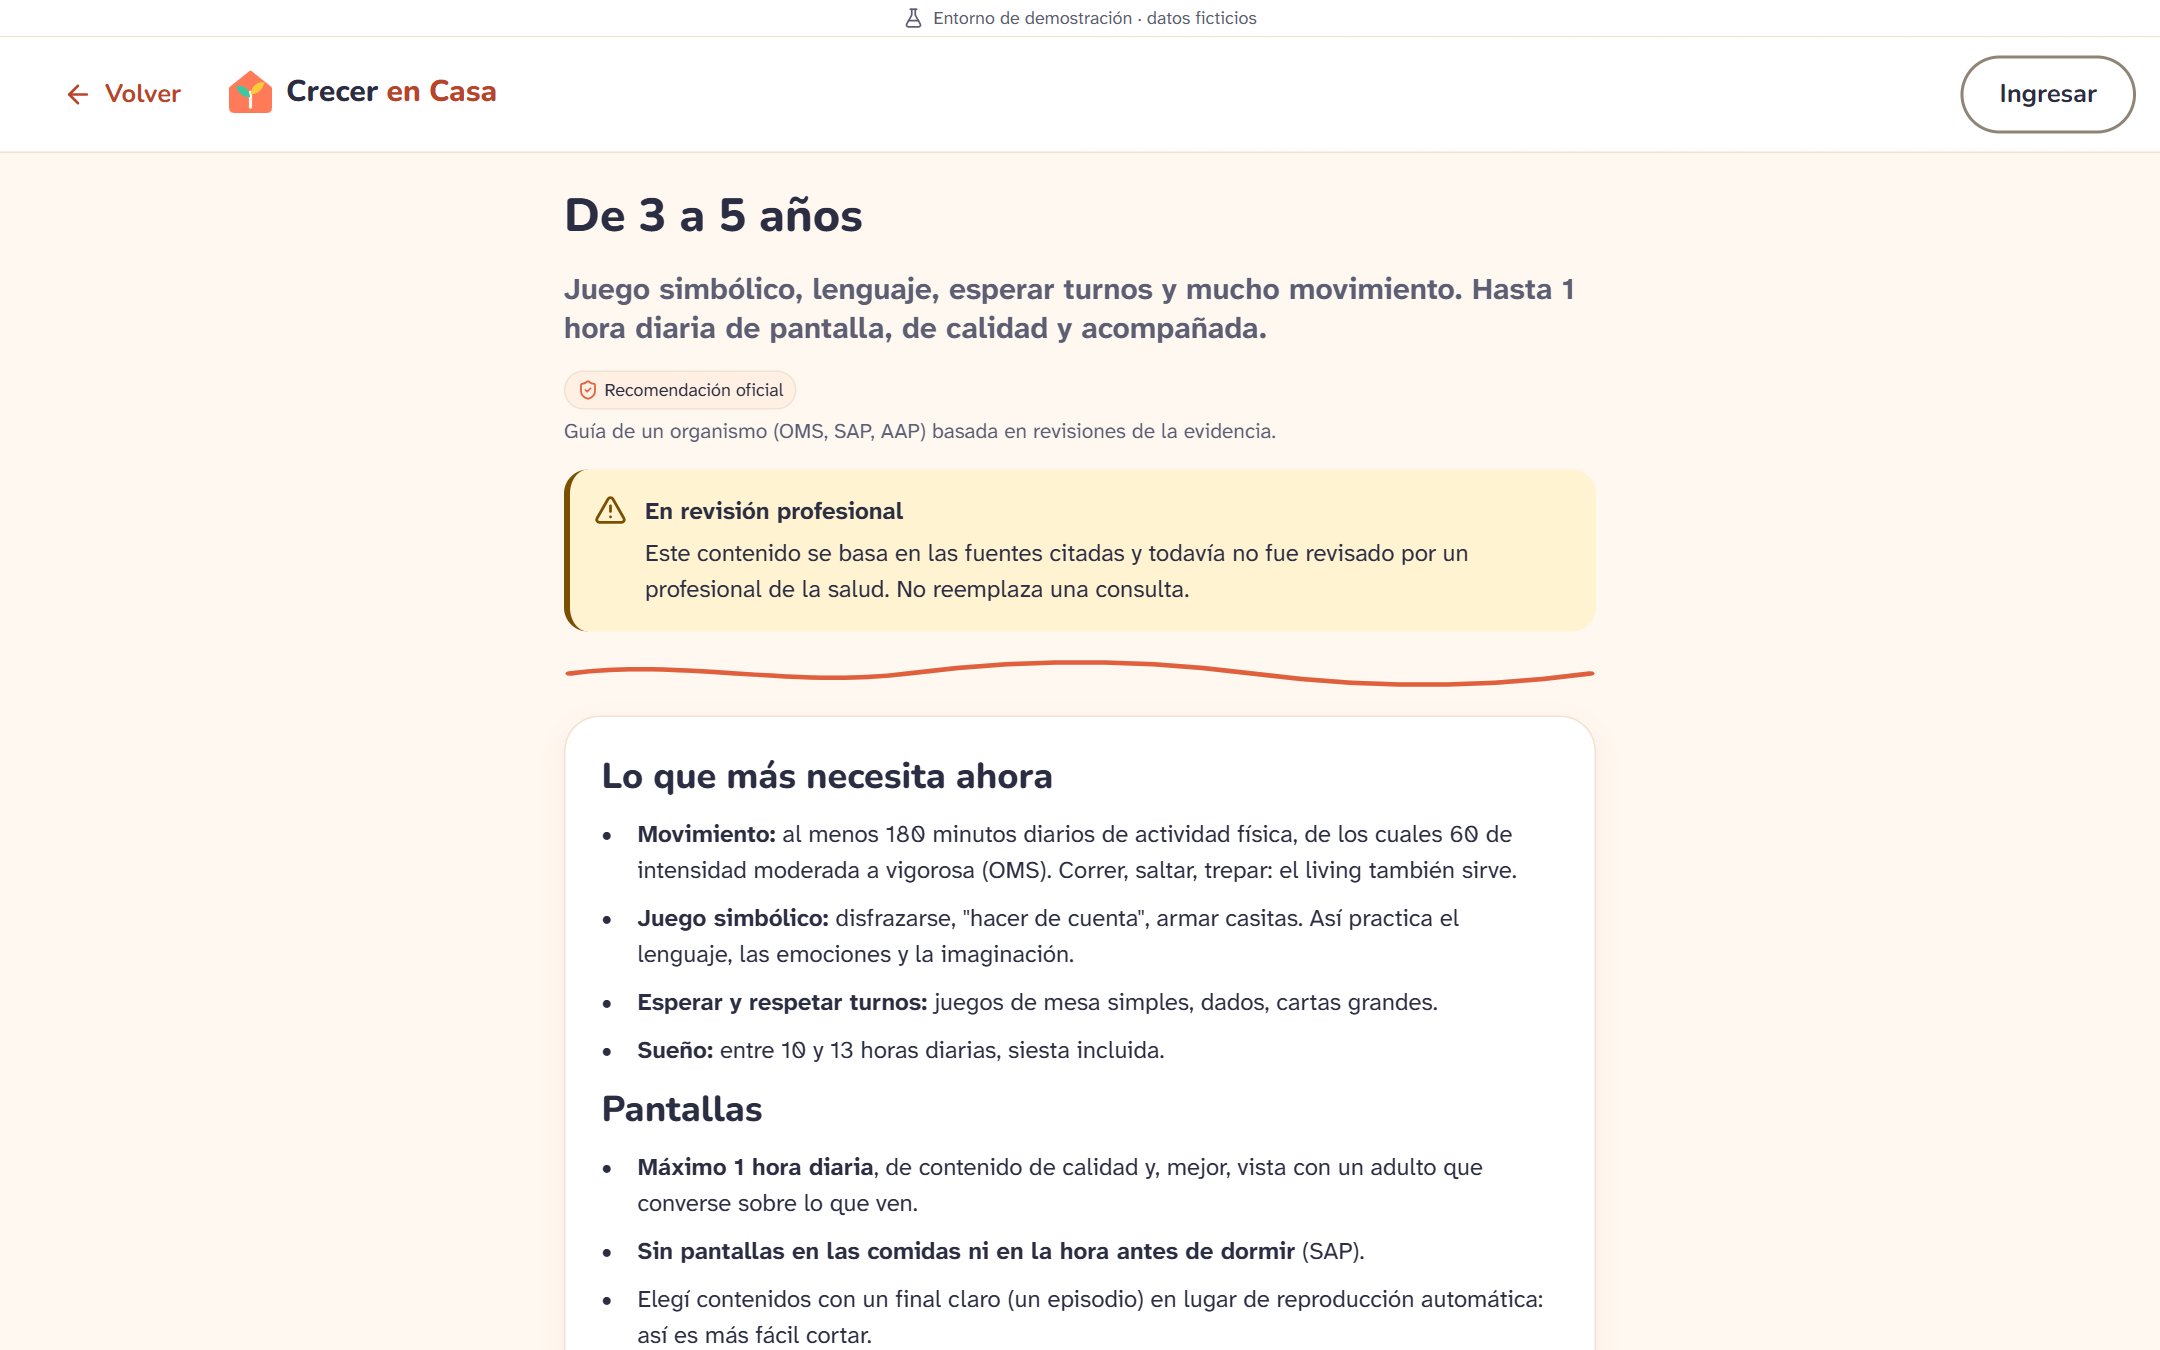 Entorno de demostración · datos ficticios
Volver
Crecer en Casa
Ingresar
De 3 a 5 años
Juego simbólico, lenguaje, esperar turnos y mucho movimiento. Hasta 1
hora diaria de pantalla, de calidad y acompañada.
Recomendación oficial
Guía de un organismo (OMS, SAP, AAP) basada en revisiones de la evidencia.
En revisión profesional
Este contenido se basa en las fuentes citadas y todavía no fue revisado por un
profesional de la salud. No reemplaza una consulta.
Lo que más necesita ahora
• Movimiento: al menos 180 minutos diarios de actividad física, de los cuales 60 de
intensidad moderada a vigorosa (OMS). Correr, saltar, trepar: el living también sirve.
• Juego simbólico: disfrazarse, "hacer de cuenta", armar casitas. Así practica el
lenguaje, las emociones y la imaginación.
• Esperar y respetar turnos: juegos de mesa simples, dados, cartas grandes.
• Sueño: entre 10 y 13 horas diarias, siesta incluida.
Pantallas
• Máximo 1 hora diaria, de contenido de calidad y, mejor, vista con un adulto que
converse sobre lo que ven.
• Sin pantallas en las comidas ni en la hora antes de dormir (SAP).
• Elegí contenidos con un final claro (un episodio) en lugar de reproducción automática:
así es más fácil cortar.